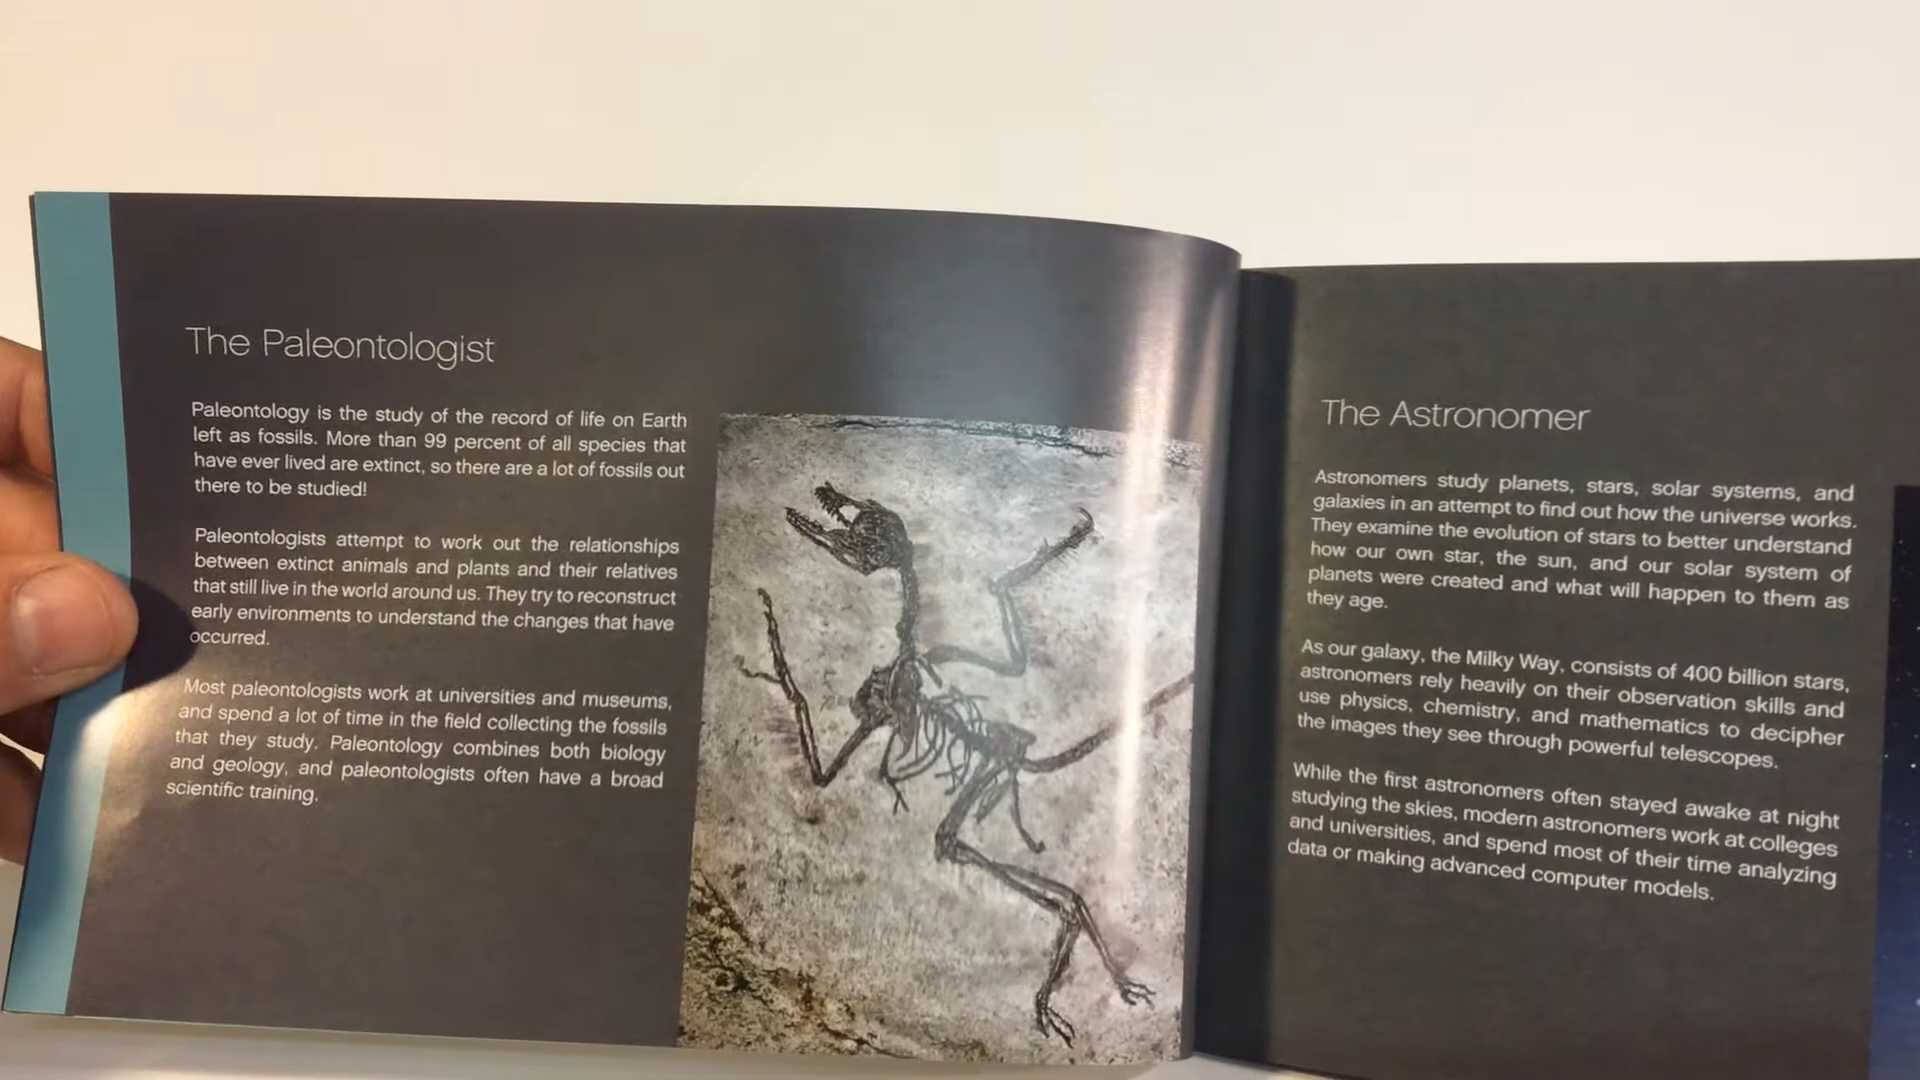 The Paleontologist
Paleontology is the study of the record of life on Earth
left as fossils. More than 99 percent of all species that
have ever lived are extinct, so there are a lot of fossils out
there to be studied!
Paleontologists attempt to work out the relationships
between extinct animals and plants and their relatives
that still live in the world around us. They try to reconstruct
early environments to understand the changes that have
occurred.
Most paleontologists work at universities and museums,
and spend a lot of time in the field collecting the fossils
that they study. Paleontology combines both biology
and geology, and paleontologists often have a broad
scientific training.
The Astronomer
Astronomers study planets, stars, solar systems, and
galaxies in an attempt to find out how the universe works.
They examine the evolution of stars to better understand
how our own star, the sun, and our solar system of
planets were created and what will happen to them as
they age.
As our galaxy, the Milky Way, consists of 400 billion stars,
astronomers rely heavily on their observation skills and
use physics, chemistry, and mathematics to decipher
the images they see through powerful telescopes.
While the first astronomers often stayed awake at night
studying the skies, modern astronomers work at colleges
and universities, and spend most of their time analyzing
data or making advanced computer models.